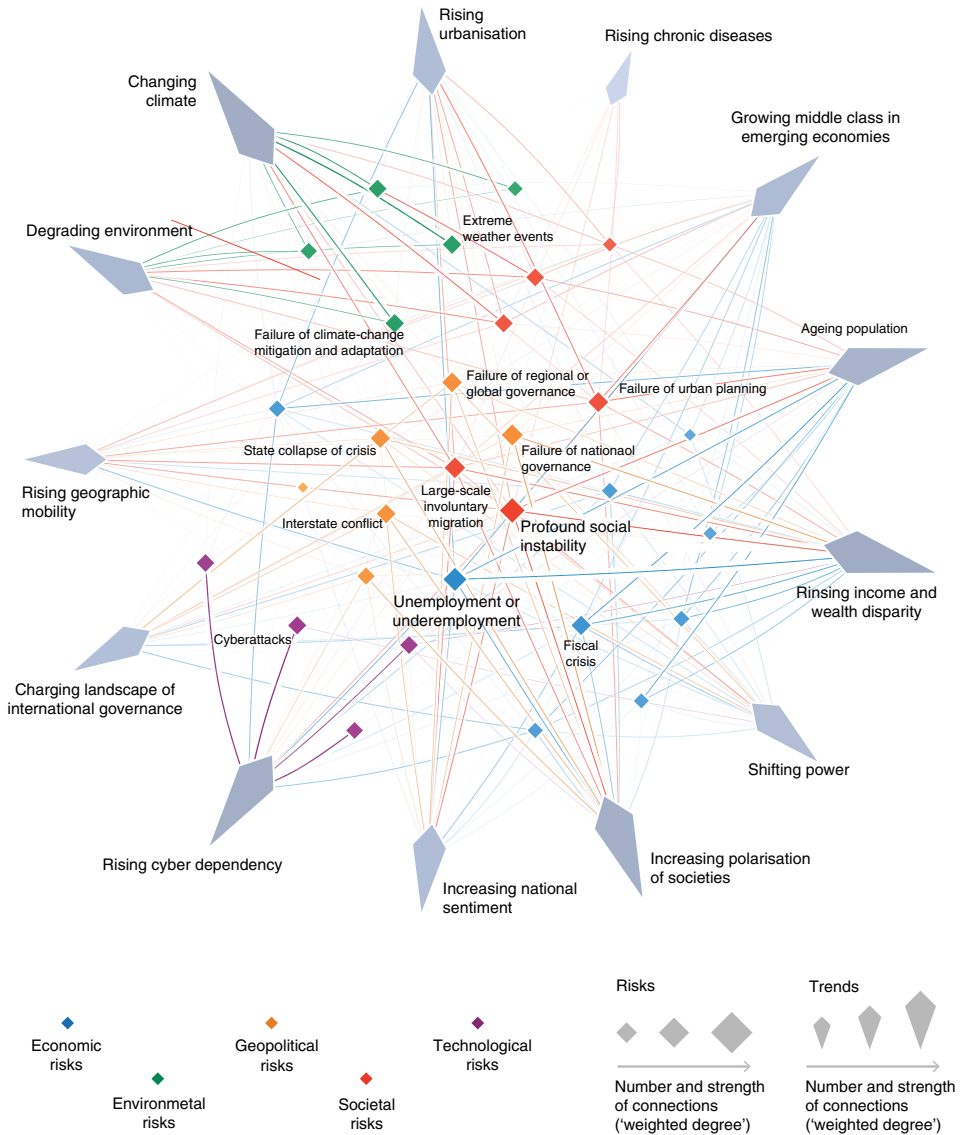 Rising
urbanisation
Rising chronic diseases
Changing
climate
Growing middle class in
emerging economies
Extreme
weather events
Degrading environment
Ageing population
Failure of climate-change
mitigation and adaptation
Failure of regional or
global governance
Failure of urban planning
State collapse of crisis
Failure of nationaol
governance
Rising geographic
mobility
Large-scale
involuntary
migration
Interstate conflict
Profound social
instability
Rinsing income and
wealth disparity
Unemployment or
underemployment
Cyberattacks
Fiscal
crisis
Charging landscape of
international governance
Shifting power
Rising cyber dependency
Increasing polarisation
of societies
Increasing national
sentiment
Risks
Trends
Economic
risks
Geopolitical
risks
Technological
risks
Environmetal
risks
Societal
risks
Number and strength
of connections
(‘weighted degree’)
Number and strength
of connections
(‘weighted degree’)